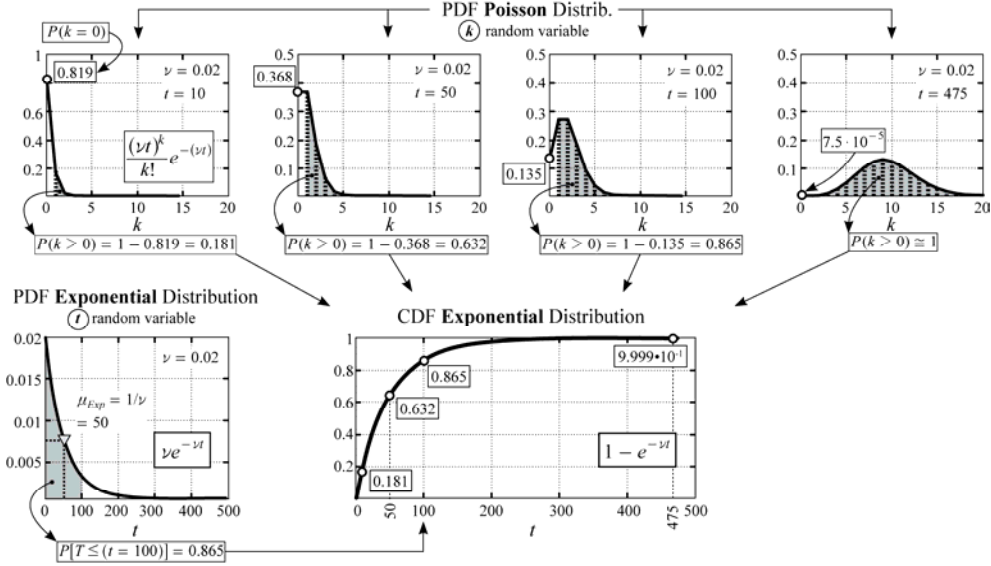 PDF Poisson Distrib.
k random variable
P(k = 0)
1
0.8
0.6
0.4
0.2
0.819
ν = 0.02
t = 10
(νt)^k / k! e^−(νt)
0 5 10 15 20
k
P(k > 0) = 1 − 0.819 = 0.181
0.5
0.4
0.3
0.2
0.1
0.368
ν = 0.02
t = 50
0 5 10 15 20
k
P(k > 0) = 1 − 0.368 = 0.632
0.5
0.4
0.3
0.2
0.1
0.135
ν = 0.02
t = 100
0 5 10 15 20
k
P(k > 0) = 1 − 0.135 = 0.865
0.5
0.4
0.3
0.2
0.1
7.5 · 10^−5
ν = 0.02
t = 475
0 5 10 15 20
k
P(k > 0) ≃ 1
PDF Exponential Distribution
t random variable
0.02
0.015
0.01
0.005
ν = 0.02
μ_Exp = 1/ν
= 50
νe^−νt
0 100 200 300 400 500
t
P[T ≤ (t = 100)] = 0.865
CDF Exponential Distribution
1
0.8
0.6
0.4
0.2
9.999•10^-1
0.865
0.632
0.181
1 − e^−νt
0 50 100 200 300 400 475 500
t